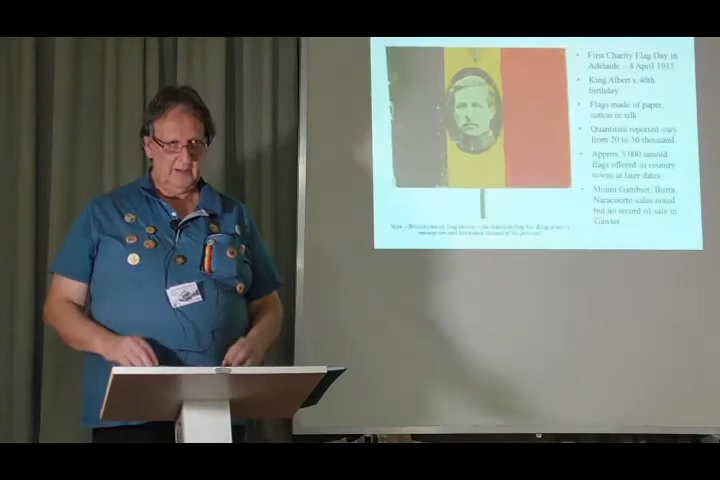 • First Charity Flag Day in
Adelaide – 8 April 1915
• King Albert's 40th
birthday
• Flags made of paper,
cotton or silk
• Quantities reported vary
from 20 to 50 thousand
• Approx 5,000 unsold
flags offered in country
towns at later dates
• Mount Gambier, Burra,
Naracoorte sales noted
but no record of sale in
Gawler